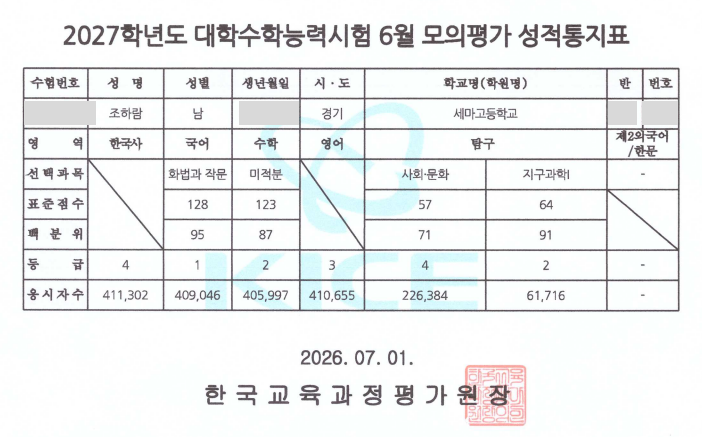 2027학년도 대학수학능력시험 6월 모의평가 성적통지표
수험번호 성 명 성별 생년월일 시·도 학교명(학원명) 반 번호
조하람 남 경기 세마고등학교
영 역 한국사 국어 수학 영어 탐구 제2외국어/한문
선택과목 화법과 작문 미적분 사회·문화 지구과학I -
표준점수 128 123 57 64
백 분 위 95 87 71 91
등 급 4 1 2 3 4 2 -
응시자수 411,302 409,046 405,997 410,655 226,384 61,716 -
KICE
2026. 07. 01.
한국교육과정평가원장